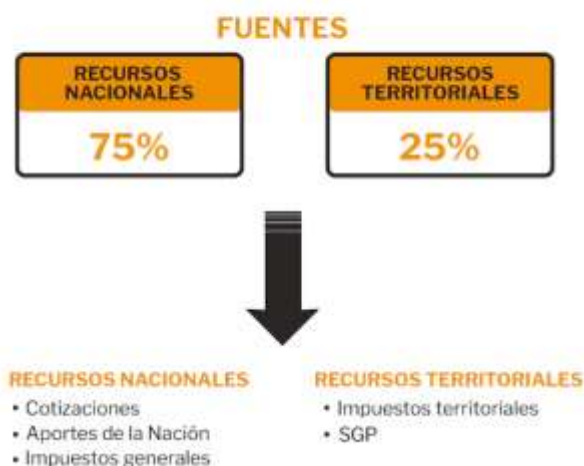 FUENTES
RECURSOS
NACIONALES
75%
RECURSOS
TERRITORIALES
25%
RECURSOS NACIONALES
• Cotizaciones
• Aportes de la Nación
• Impuestos generales
RECURSOS TERRITORIALES
• Impuestos territoriales
• SGP